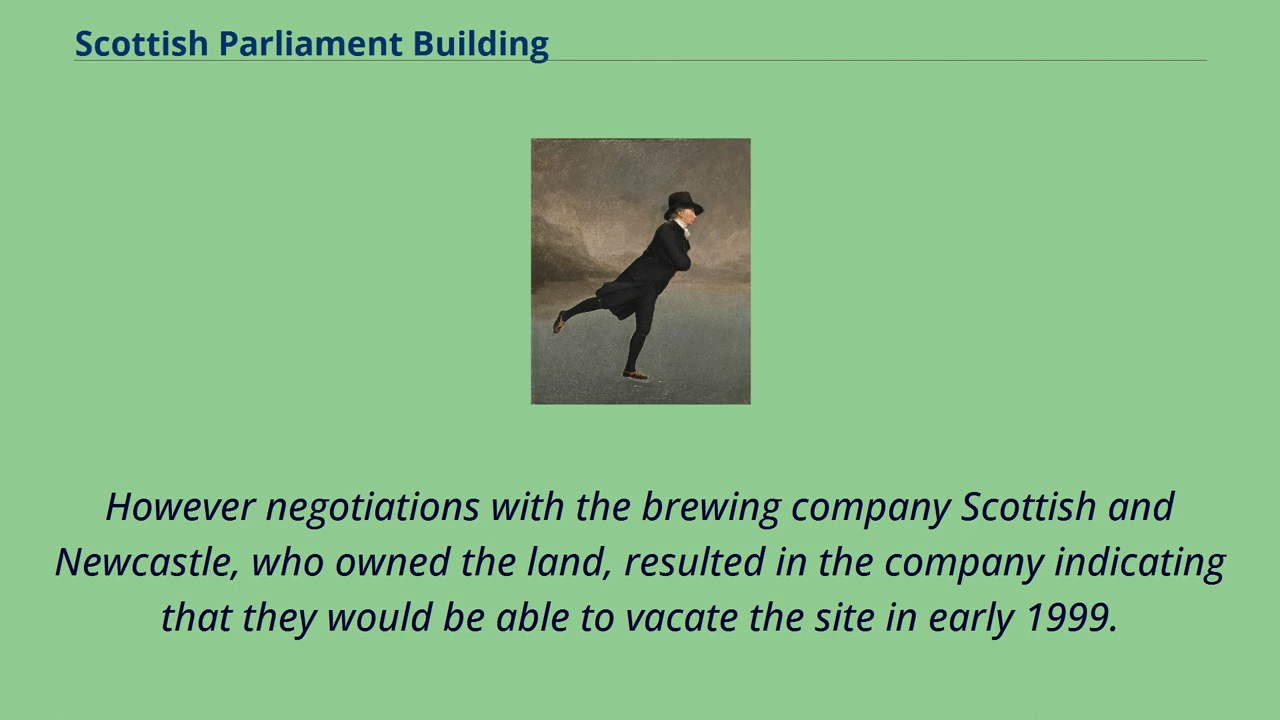 Scottish Parliament Building
However negotiations with the brewing company Scottish and
Newcastle, who owned the land, resulted in the company indicating
that they would be able to vacate the site in early 1999.